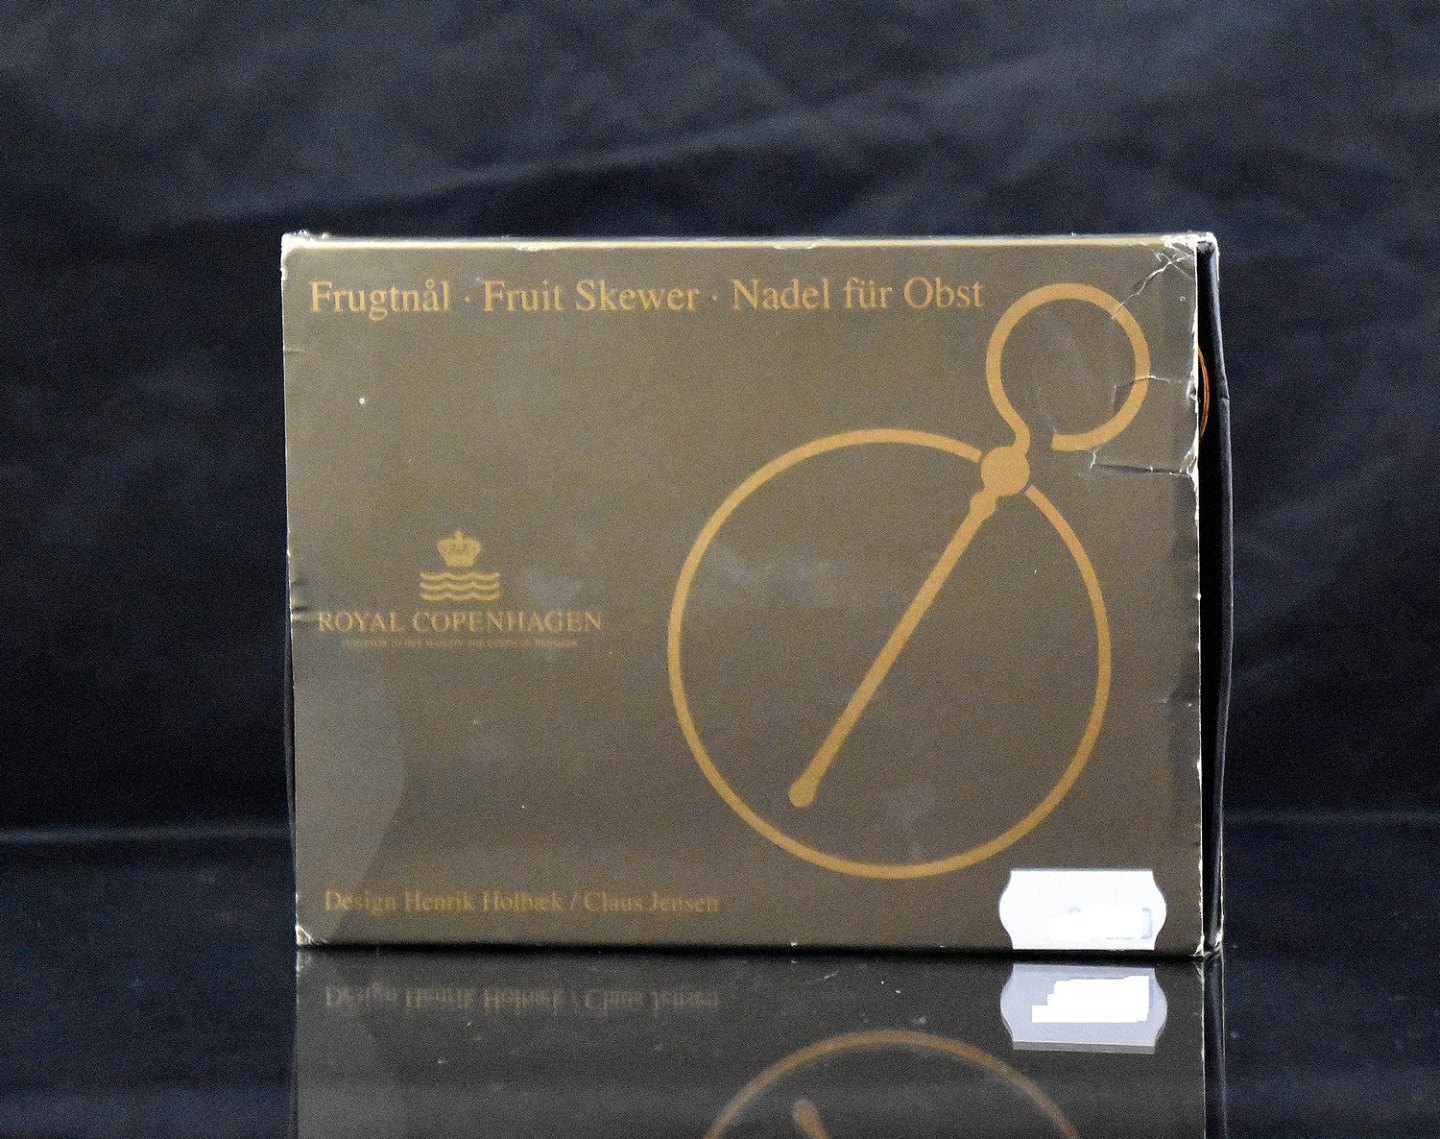 Frugtnål · Fruit Skewer · Nadel für Obst
ROYAL COPENHAGEN
Design Henrik Holbæk / Claus Jensen